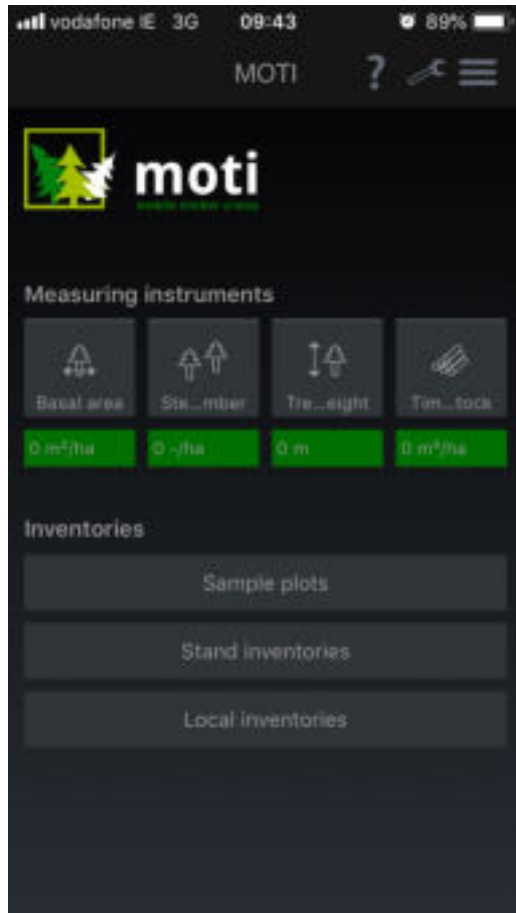 vodafone IE 3G 09:43 89%
MOTI ?
moti
Measuring instruments
Basal area Ste...mber Tre...eight Tim...tock
0 m²/ha 0 -/ha 0 m 0 m³/ha
Inventories
Sample plots
Stand inventories
Local inventories